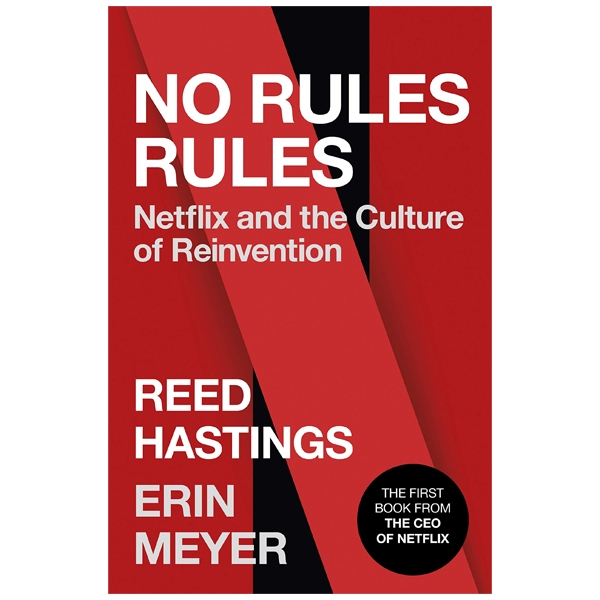 NO RULES
RULES
Netflix and the Culture
of Reinvention
REED
HASTINGS
ERIN
MEYER
THE FIRST
BOOK FROM
THE CEO
OF NETFLIX